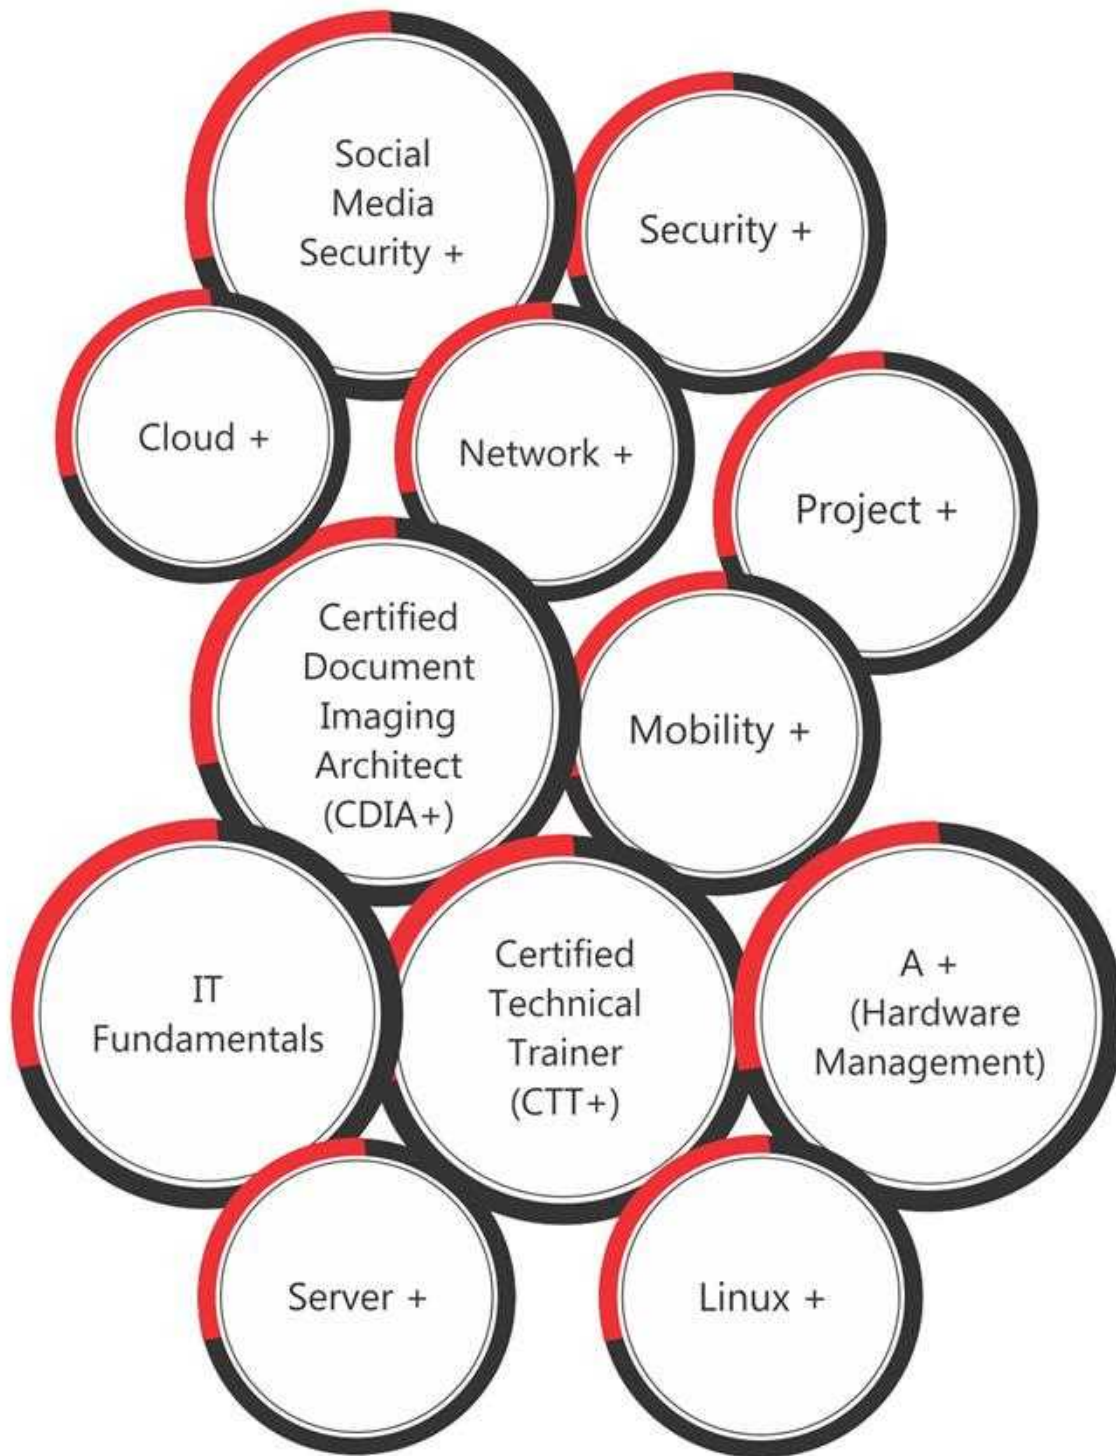 Social
Media
Security +
Security +
Cloud +
Network +
Project +
Certified
Document
Imaging
Architect
(CDIA+)
Mobility +
IT
Fundamentals
Certified
Technical
Trainer
(CTT+)
A +
(Hardware
Management)
Server +
Linux +